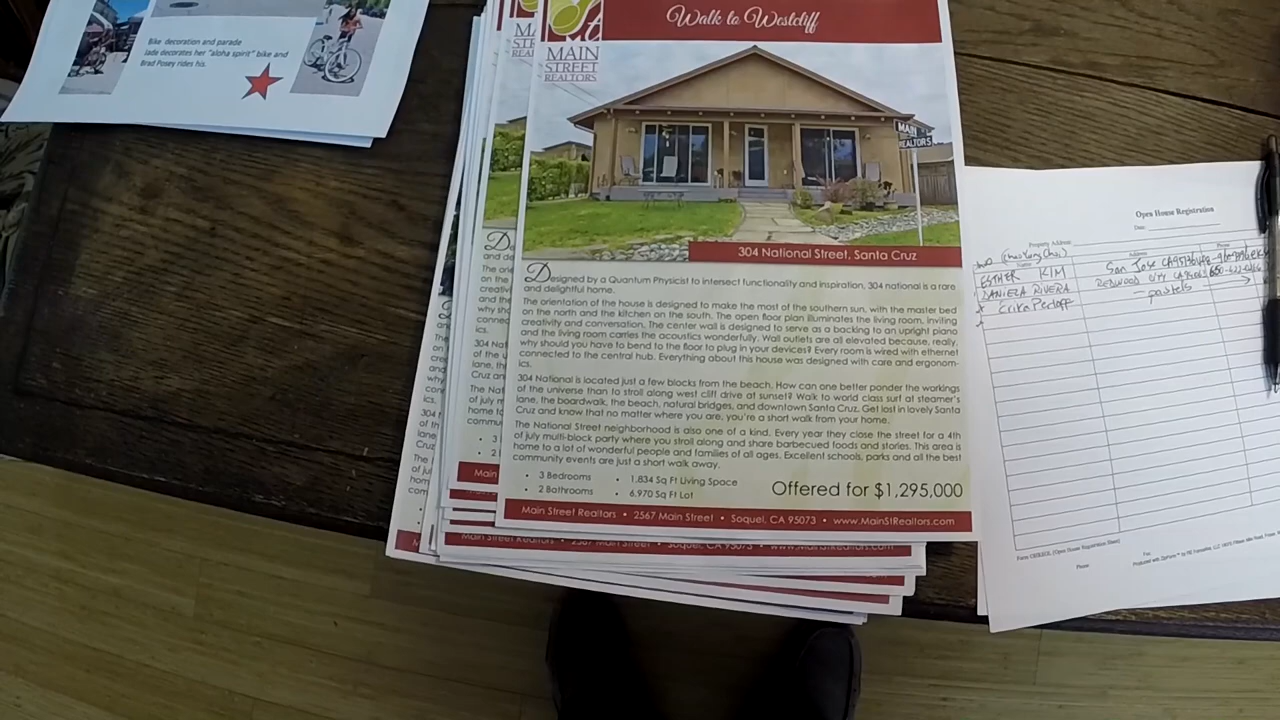 Bike decoration and parade
Jade decorates her "aloha spirit" bike and
Brad Posey rides his.
Walk to Westcliff
MAIN
STREET
REALTORS
MAIN
REALTORS
304 National Street, Santa Cruz
Designed by a Quantum Physicist to intersect functionality and inspiration, 304 national is a rare
and delightful home.
The orientation of the house is designed to make the most of the southern sun, with the master bed
on the north and the kitchen on the south. The open floor plan illuminates the living room, inviting
creativity and conversation. The center wall is designed to serve as a backing to an upright piano
and the living room carries the acoustics wonderfully. Wall outlets are all elevated because, really,
why should you have to bend to the floor to plug in your devices? Every room is wired with ethernet
connected to the central hub. Everything about this house was designed with care and ergonom-
ics.
304 National is located just a few blocks from the beach. How can one better ponder the workings
of the universe than to stroll along west cliff drive at sunset? Walk to world class surf at steamer's
lane, the boardwalk, the beach, natural bridges, and downtown Santa Cruz. Get lost in lovely Santa
Cruz and know that no matter where you are, you're a short walk from your home.
The National Street neighborhood is also one of a kind. Every year they close the street for a 4th
of july multi-block party where you stroll along and share barbecued foods and stories. This area is
home to a lot of wonderful people and families of all ages. Excellent schools, parks and all the best
community events are just a short walk away.
• 3 Bedrooms • 1,834 Sq Ft Living Space
• 2 Bathrooms • 6,970 Sq Ft Lot
Offered for $1,295,000
Main Street Realtors • 2567 Main Street • Soquel, CA 95073 • www.MainStRealtors.com
Open House Registration
Date:
Property Address:
Name Address Phone
ESTHER KIM San Jose CA
DANIELA RIVERA REDWOOD CITY CA
Erika Perloff